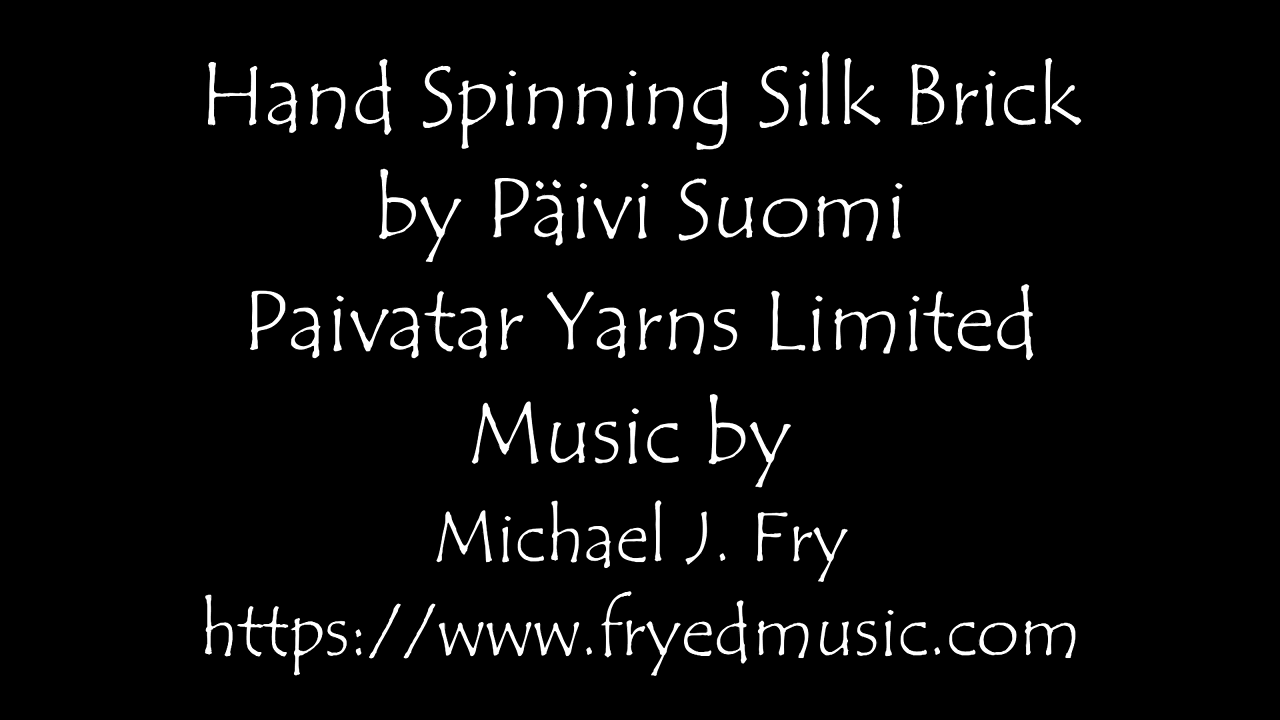 Hand Spinning Silk Brick
by Päivi Suomi
Paivatar Yarns Limited
Music by
Michael J. Fry
https://www.fryedmusic.com